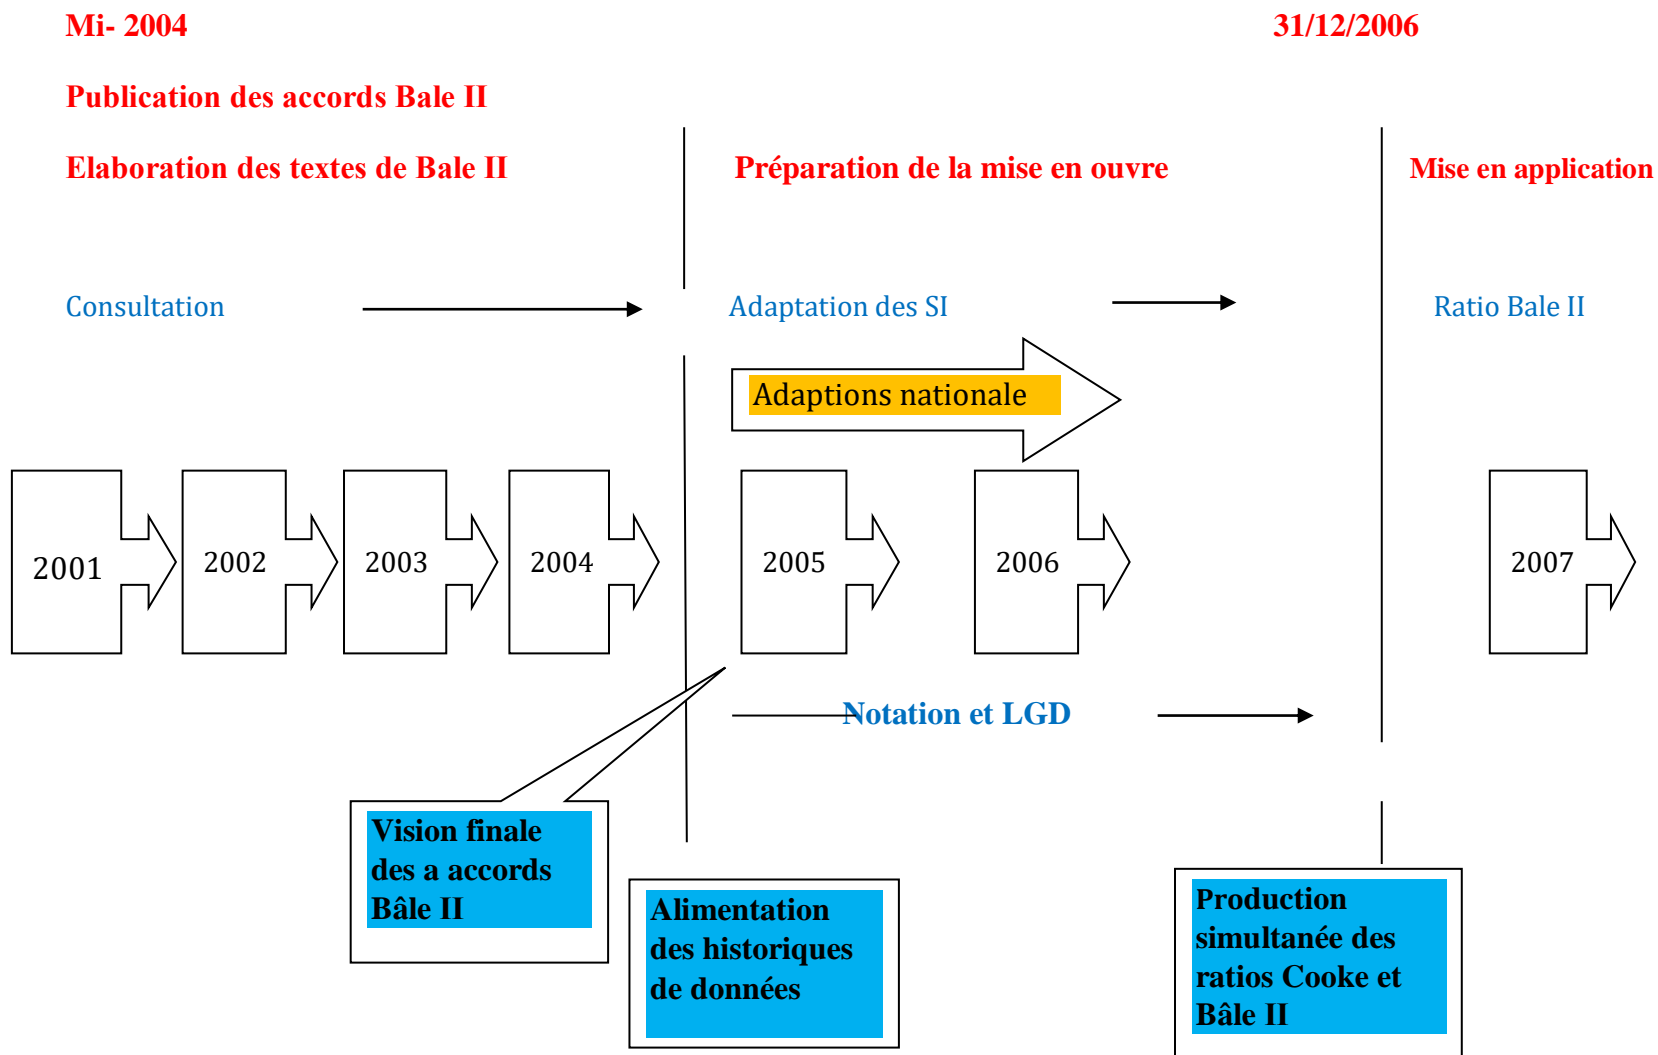 Mi- 2004
31/12/2006
Publication des accords Bale II
Elaboration des textes de Bale II
Préparation de la mise en ouvre
Mise en application
Consultation
Adaptation des SI
Ratio Bale II
Adaptions nationale
2001
2002
2003
2004
2005
2006
2007
Notation et LGD
Vision finale
des a accords
Bâle II
Alimentation
des historiques
de données
Production
simultanée des
ratios Cooke et
Bâle II